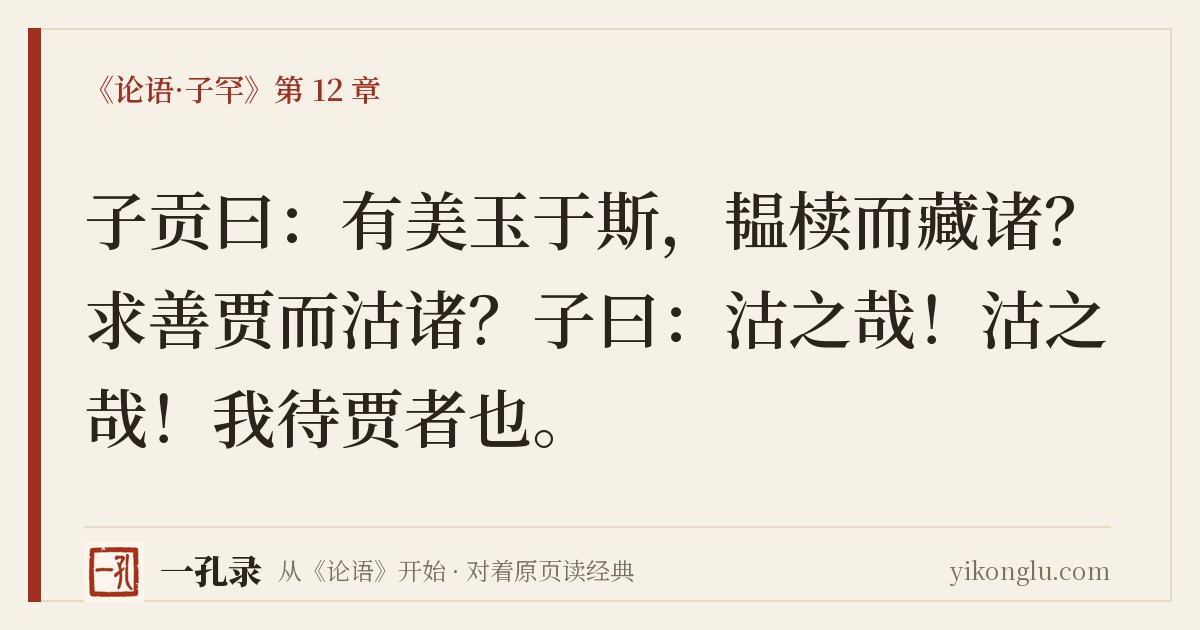 《论语·子罕》第 12 章
子贡曰：有美玉于斯，韫椟而藏诸？
求善贾而沽诸？子曰：沽之哉！沽之
哉！我待贾者也。
一孔
一孔录 从《论语》开始 · 对着原页读经典 yikonglu.com